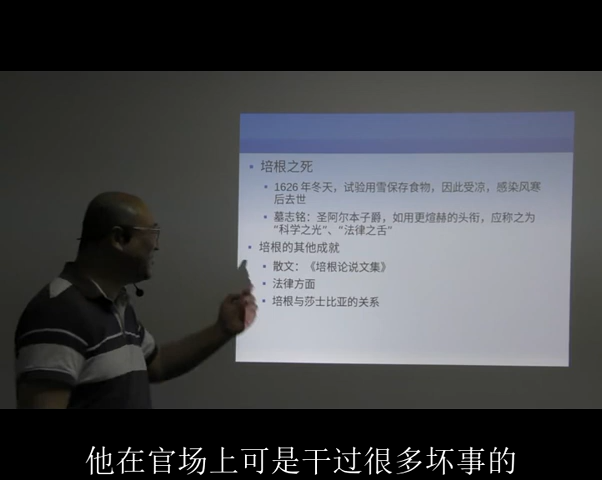 培根之死
1626 年冬天，试验用雪保存食物，因此受凉，感染风寒
后去世
墓志铭：圣阿尔本子爵，如用更煊赫的头衔，应称之为
"科学之光"、"法律之舌"
培根的其他成就
散文：《培根论说文集》
法律方面
培根与莎士比亚的关系
他在官场上可是干过很多坏事的